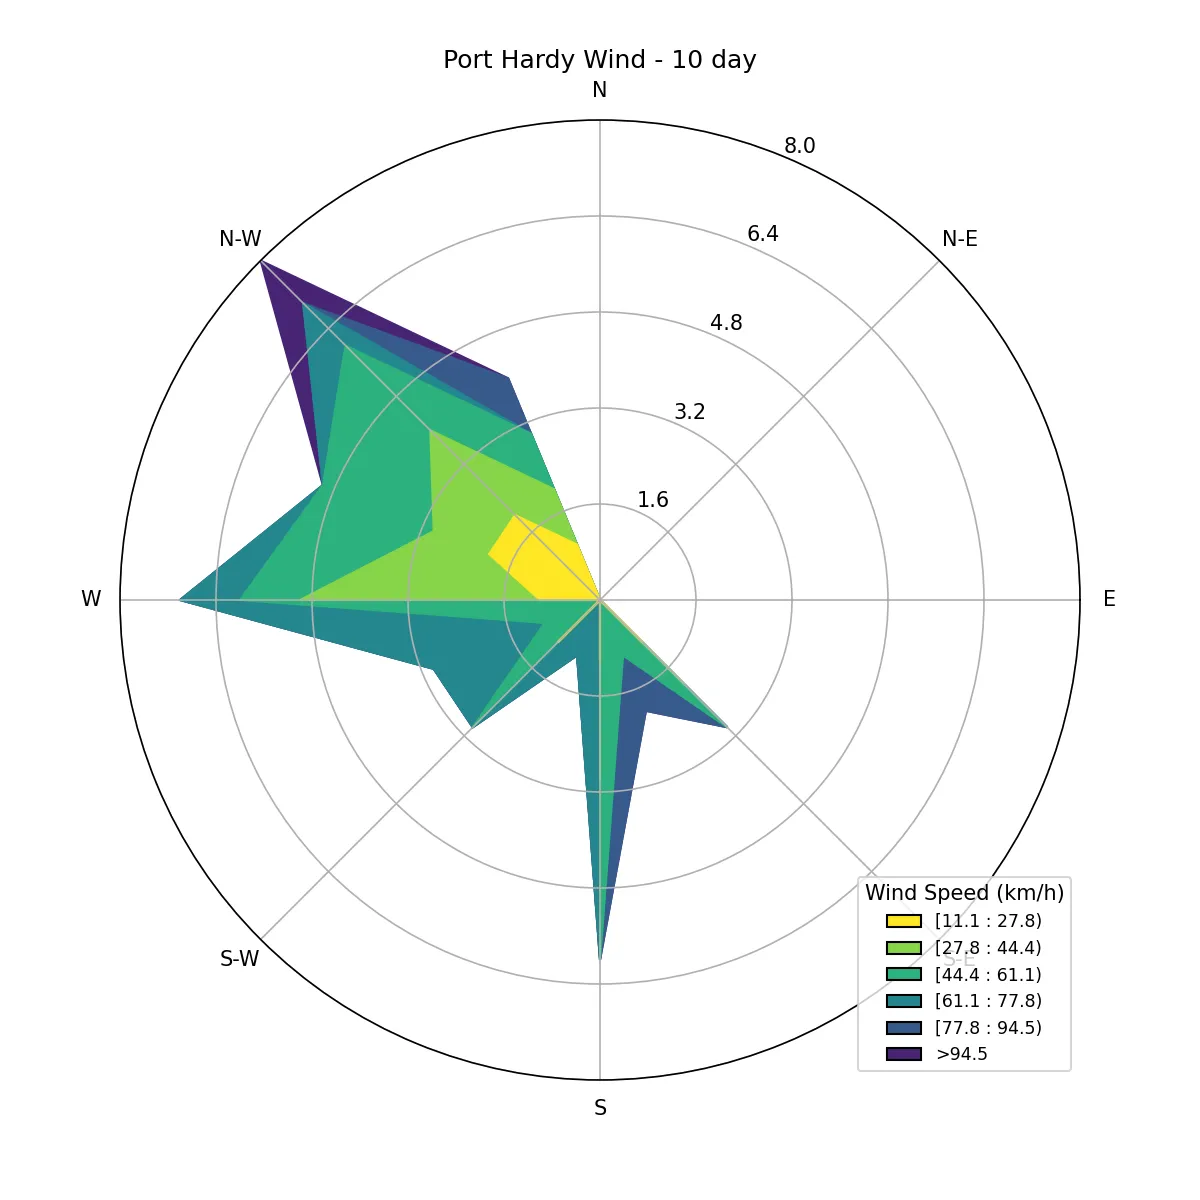 Port Hardy Wind - 10 day
N
8.0
N-W
N-E
6.4
4.8
3.2
1.6
W
E
Wind Speed (km/h)
[11.1 : 27.8)
[27.8 : 44.4)
S-W
S-E
[44.4 : 61.1)
[61.1 : 77.8)
[77.8 : 94.5)
>94.5
S